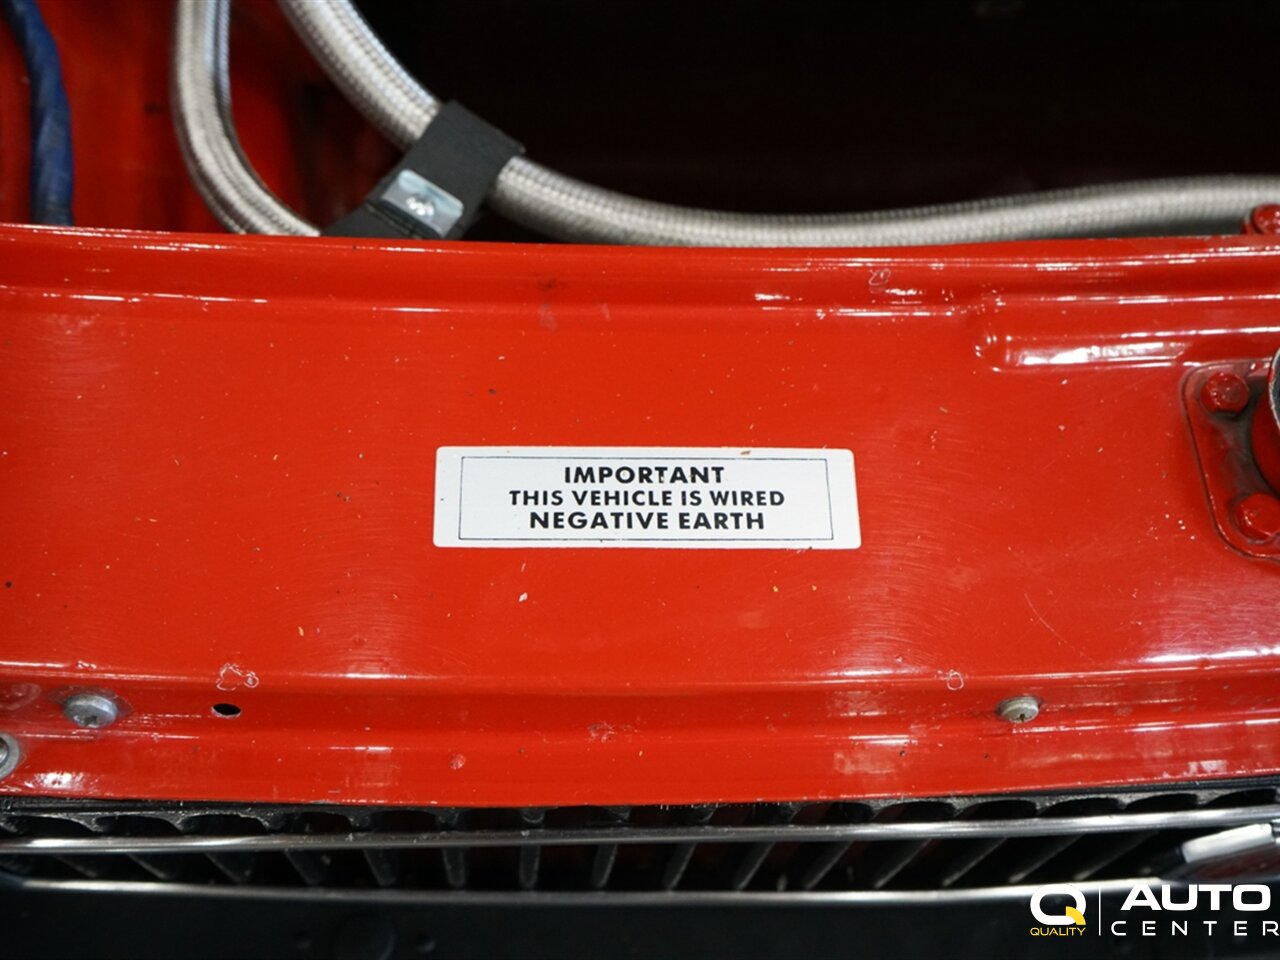 IMPORTANT
THIS VEHICLE IS WIRED
NEGATIVE EARTH
Q AUTO
QUALITY CENTER